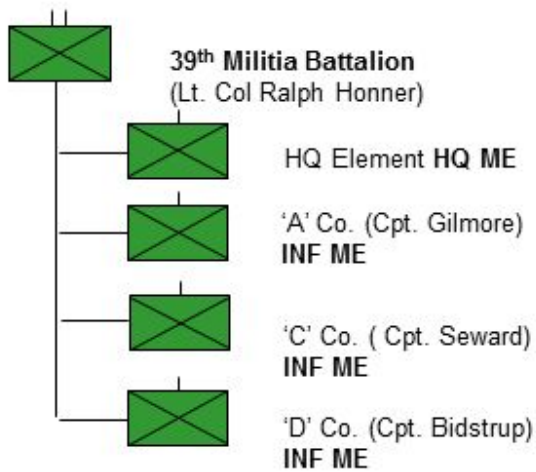 39th Militia Battalion
(Lt. Col Ralph Honner)
HQ Element HQ ME
‘A’ Co. (Cpt. Gilmore)
INF ME
‘C’ Co. ( Cpt. Seward)
INF ME
‘D’ Co. (Cpt. Bidstrup)
INF ME